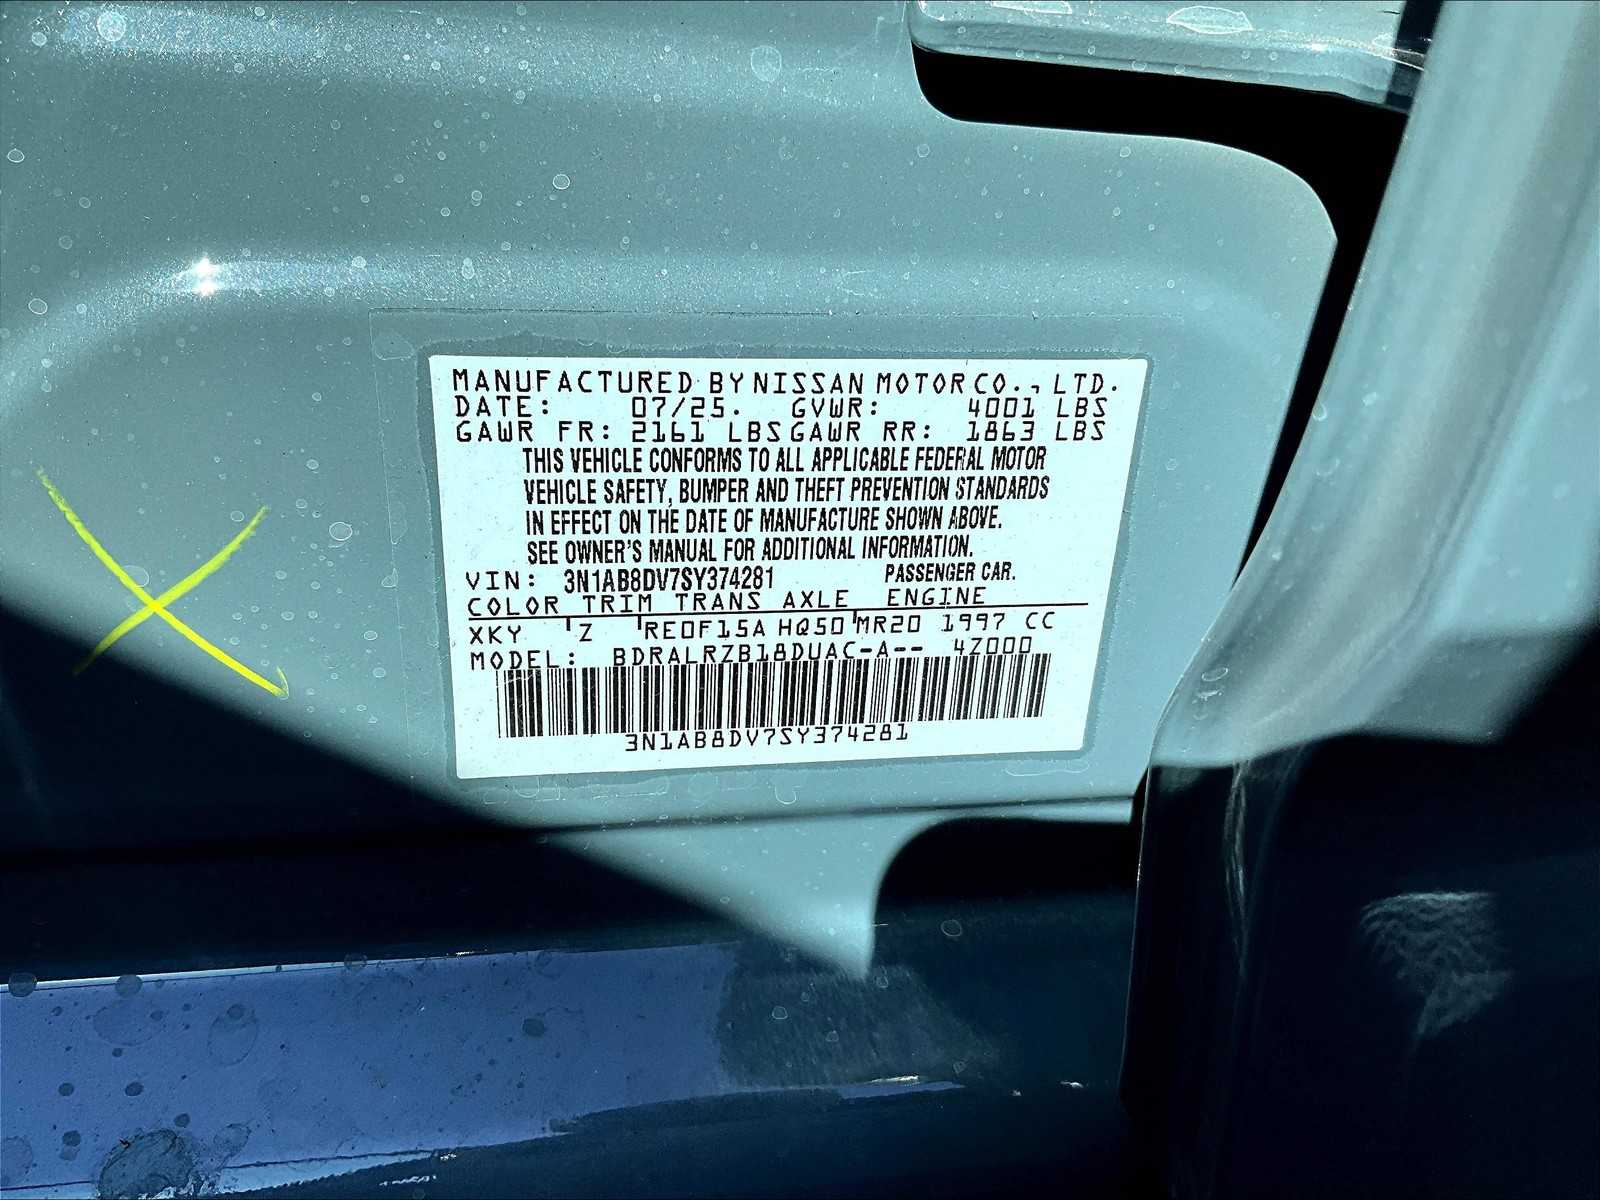 MANUFACTURED BY NISSAN MOTOR CO., LTD.
DATE: 07/25. GVWR: 4001 LBS
GAWR FR: 2161 LBS GAWR RR: 1863 LBS
THIS VEHICLE CONFORMS TO ALL APPLICABLE FEDERAL MOTOR
VEHICLE SAFETY, BUMPER AND THEFT PREVENTION STANDARDS
IN EFFECT ON THE DATE OF MANUFACTURE SHOWN ABOVE.
SEE OWNER'S MANUAL FOR ADDITIONAL INFORMATION.
VIN: 3N1AB8DV7SY374281 PASSENGER CAR.
COLOR TRIM TRANS AXLE ENGINE
XKY Z RE0F15A HQ50 MR20 1997 CC
MODEL: BDRALRZB18DUAC-A-- 4Z000
3N1AB8DV7SY374281